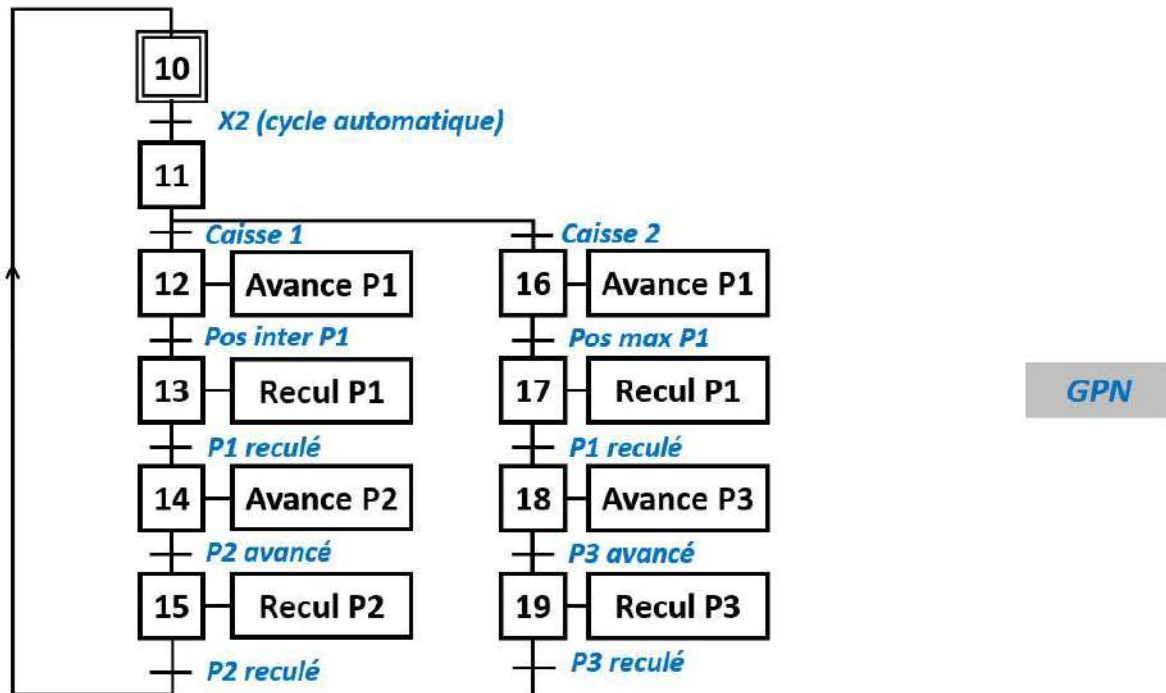 10
X2 (cycle automatique)
11
Caisse 1
Caisse 2
12 Avance P1
16 Avance P1
Pos inter P1
Pos max P1
13 Recul P1
17 Recul P1
GPN
P1 reculé
P1 reculé
14 Avance P2
18 Avance P3
P2 avancé
P3 avancé
15 Recul P2
19 Recul P3
P2 reculé
P3 reculé